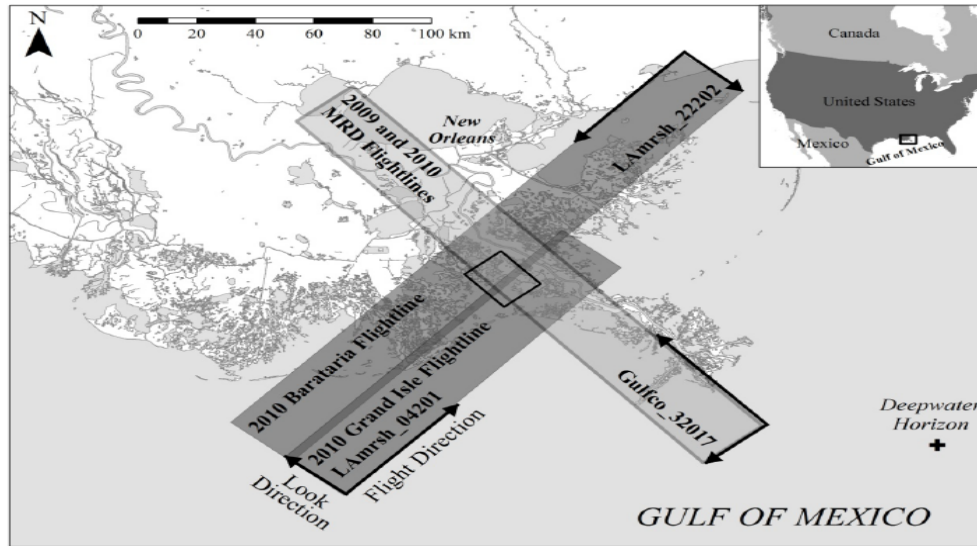 N
0 20 40 60 80 100 km
Canada
United States
Mexico
Gulf of Mexico
2009 and 2010
MRD Flightlines
New
Orleans
LAmrsh_22202
2010 Barataria Flightline
2010 Grand Isle Flightline
LAmrsh_04201
Look
Direction
Flight Direction
Gulfco_32017
Deepwater
Horizon
GULF OF MEXICO